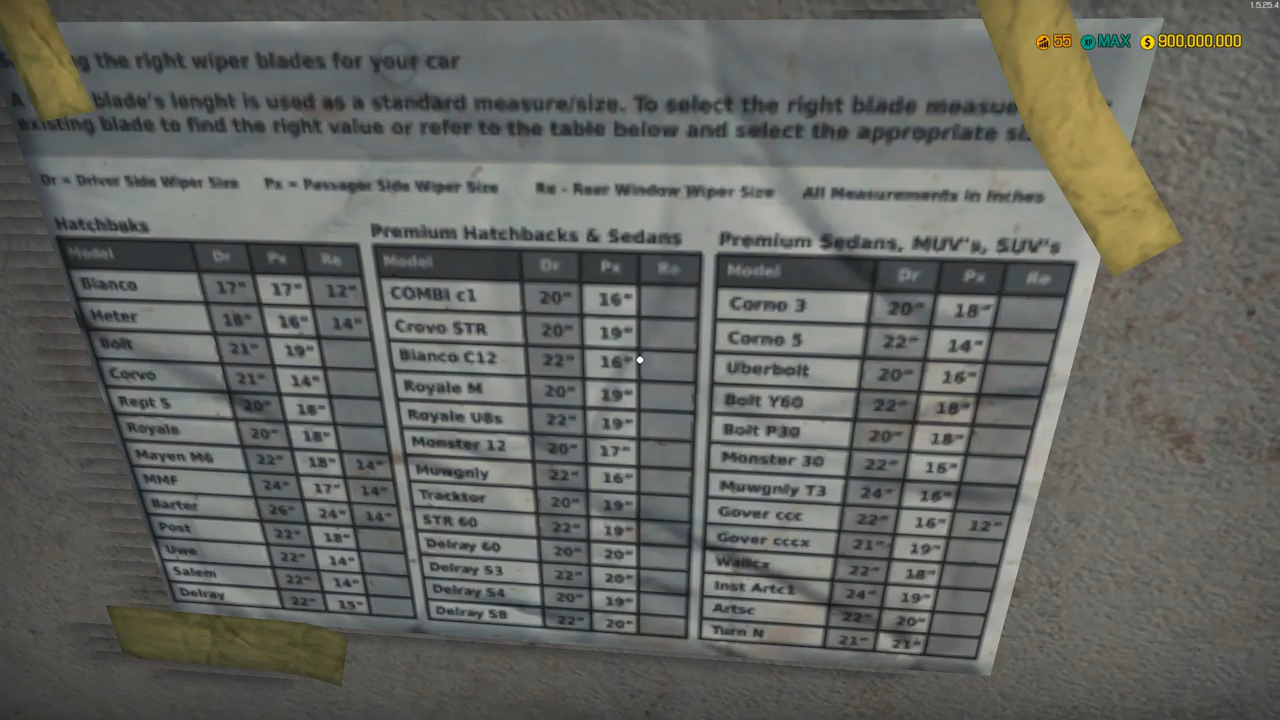 1.5.25.4
55 XP MAX $ 900,000,000
the right wiper blades for your car
A blade's lenght is used as a standard measure/size. To select the right blade
existing blade to find the right value or refer to the table below and select the appropriate
Dr = Driver Side Wiper Size Px = Passager Side Wiper Size Re - Rear Window Wiper Size All Measurements in Inches
Hatchbaks
Model Dr Px Re
Bianco 17" 17" 12"
Heter 18" 16" 14"
Bolt 21" 19"
Corvo 21" 14"
Rept S 20" 18"
Royale 20" 18"
Mayen M6 22" 18" 14"
MMF 24" 17" 14"
Barter 26" 24" 14"
Post 22" 18"
Uwe 22" 14"
Salem 22" 14"
Delray 22" 15"
Premium Hatchbacks & Sedans
Model Dr Px Re
COMBI c1 20" 16"
Crovo STR 20" 19"
Bianco C12 22" 16"
Royale M 20" 19"
Royale U8s 22" 19"
Monster 12 20" 17"
Muwgnly 22" 16"
Tracktor 20" 19"
STR 60 22" 19"
Delray 60 20" 20"
Delray S3 22" 20"
Delray S4 20" 19"
Delray S8 22" 20"
Premium Sedans, MUV's, SUV's
Model Dr Px Re
Corno 3 20" 18"
Corno 5 22" 14"
Uberbolt 20" 16"
Bolt Y60 22" 18"
Bolt P30 20" 18"
Monster 30 22" 16"
Muwgnly T3 24" 16"
Gover ccc 22" 16" 12"
Gover cccx 21" 19"
Wallcx 22" 18"
Inst Artc1 24" 19"
Artsc 22" 20"
Turn N 21" 21"